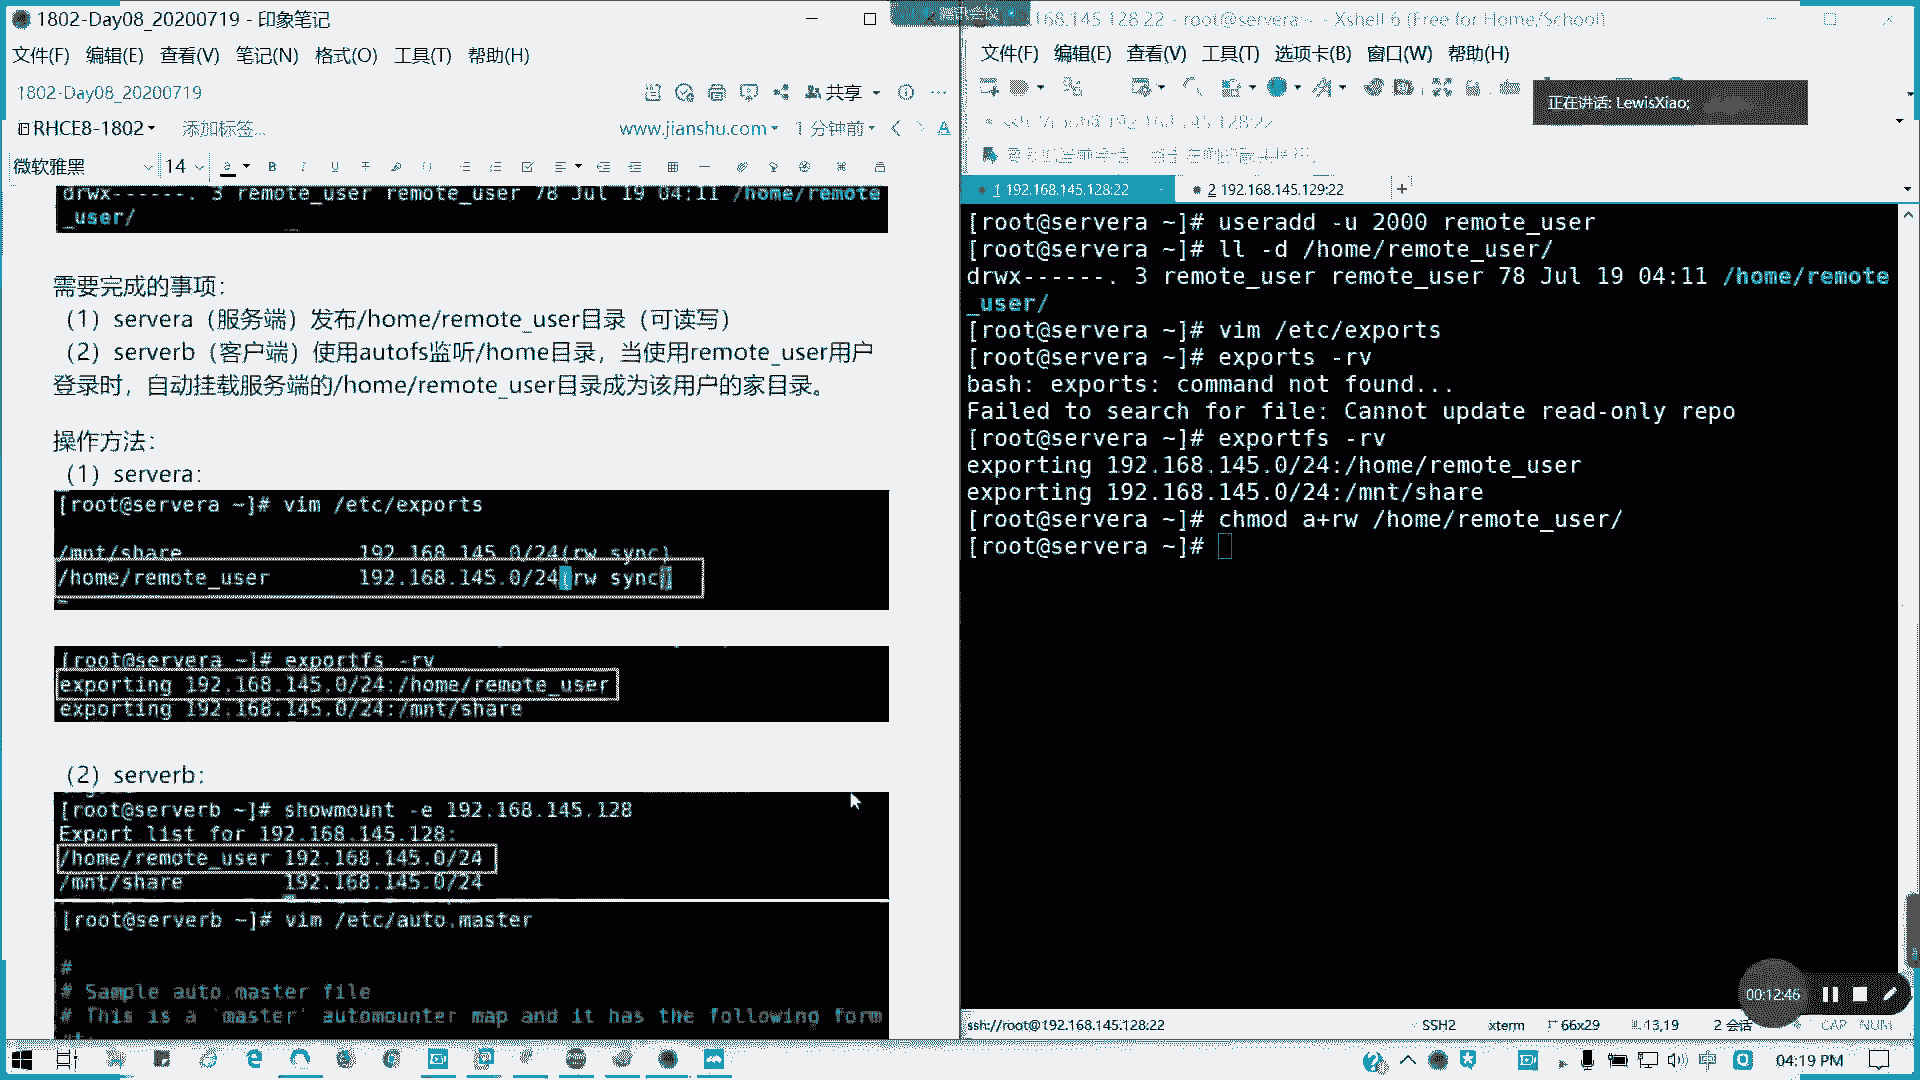 1802-Day08_20200719 - 印象笔记
文件(F) 编辑(E) 查看(V) 笔记(N) 格式(O) 工具(T) 帮助(H)
1802-Day08_20200719
共享
RHCE8-1802
添加标签...
www.jianshu.com
1 分钟前
微软雅黑
14
drwx------. 3 remote_user remote_user 78 Jul 19 04:11 /home/remote
_user/
需要完成的事项：
（1）servera（服务端）发布/home/remote_user目录（可读写）
（2）serverb（客户端）使用autofs监听/home目录，当使用remote_user用户
登录时，自动挂载服务端的/home/remote_user目录成为该用户的家目录。
操作方法：
（1）servera：
[root@servera ~]# vim /etc/exports
/mnt/share 192.168.145.0/24(rw sync)
/home/remote_user 192.168.145.0/24(rw sync)
[root@servera ~]# exportfs -rv
exporting 192.168.145.0/24:/home/remote_user
exporting 192.168.145.0/24:/mnt/share
（2）serverb：
[root@serverb ~]# showmount -e 192.168.145.128
Export list for 192.168.145.128:
/home/remote_user 192.168.145.0/24
/mnt/share 192.168.145.0/24
[root@serverb ~]# vim /etc/auto.master
#
# Sample auto.master file
# This is a 'master' automounter map and it has the following form
腾讯会议
168.145.128:22 - root@servera:~ - Xshell 6 (Free for Home/School)
文件(F) 编辑(E) 查看(V) 工具(T) 选项卡(B) 窗口(W) 帮助(H)
正在讲话: LewisXiao;
1 192.168.145.128:22
2 192.168.145.129:22
[root@servera ~]# useradd -u 2000 remote_user
[root@servera ~]# ll -d /home/remote_user/
drwx------. 3 remote_user remote_user 78 Jul 19 04:11 /home/remote
_user/
[root@servera ~]# vim /etc/exports
[root@servera ~]# exports -rv
bash: exports: command not found...
Failed to search for file: Cannot update read-only repo
[root@servera ~]# exportfs -rv
exporting 192.168.145.0/24:/home/remote_user
exporting 192.168.145.0/24:/mnt/share
[root@servera ~]# chmod a+rw /home/remote_user/
[root@servera ~]#
00:12:46
ssh://root@192.168.145.128:22
SSH2
xterm
66x29
13,19
2 会话
CAP NUM
中
04:19 PM